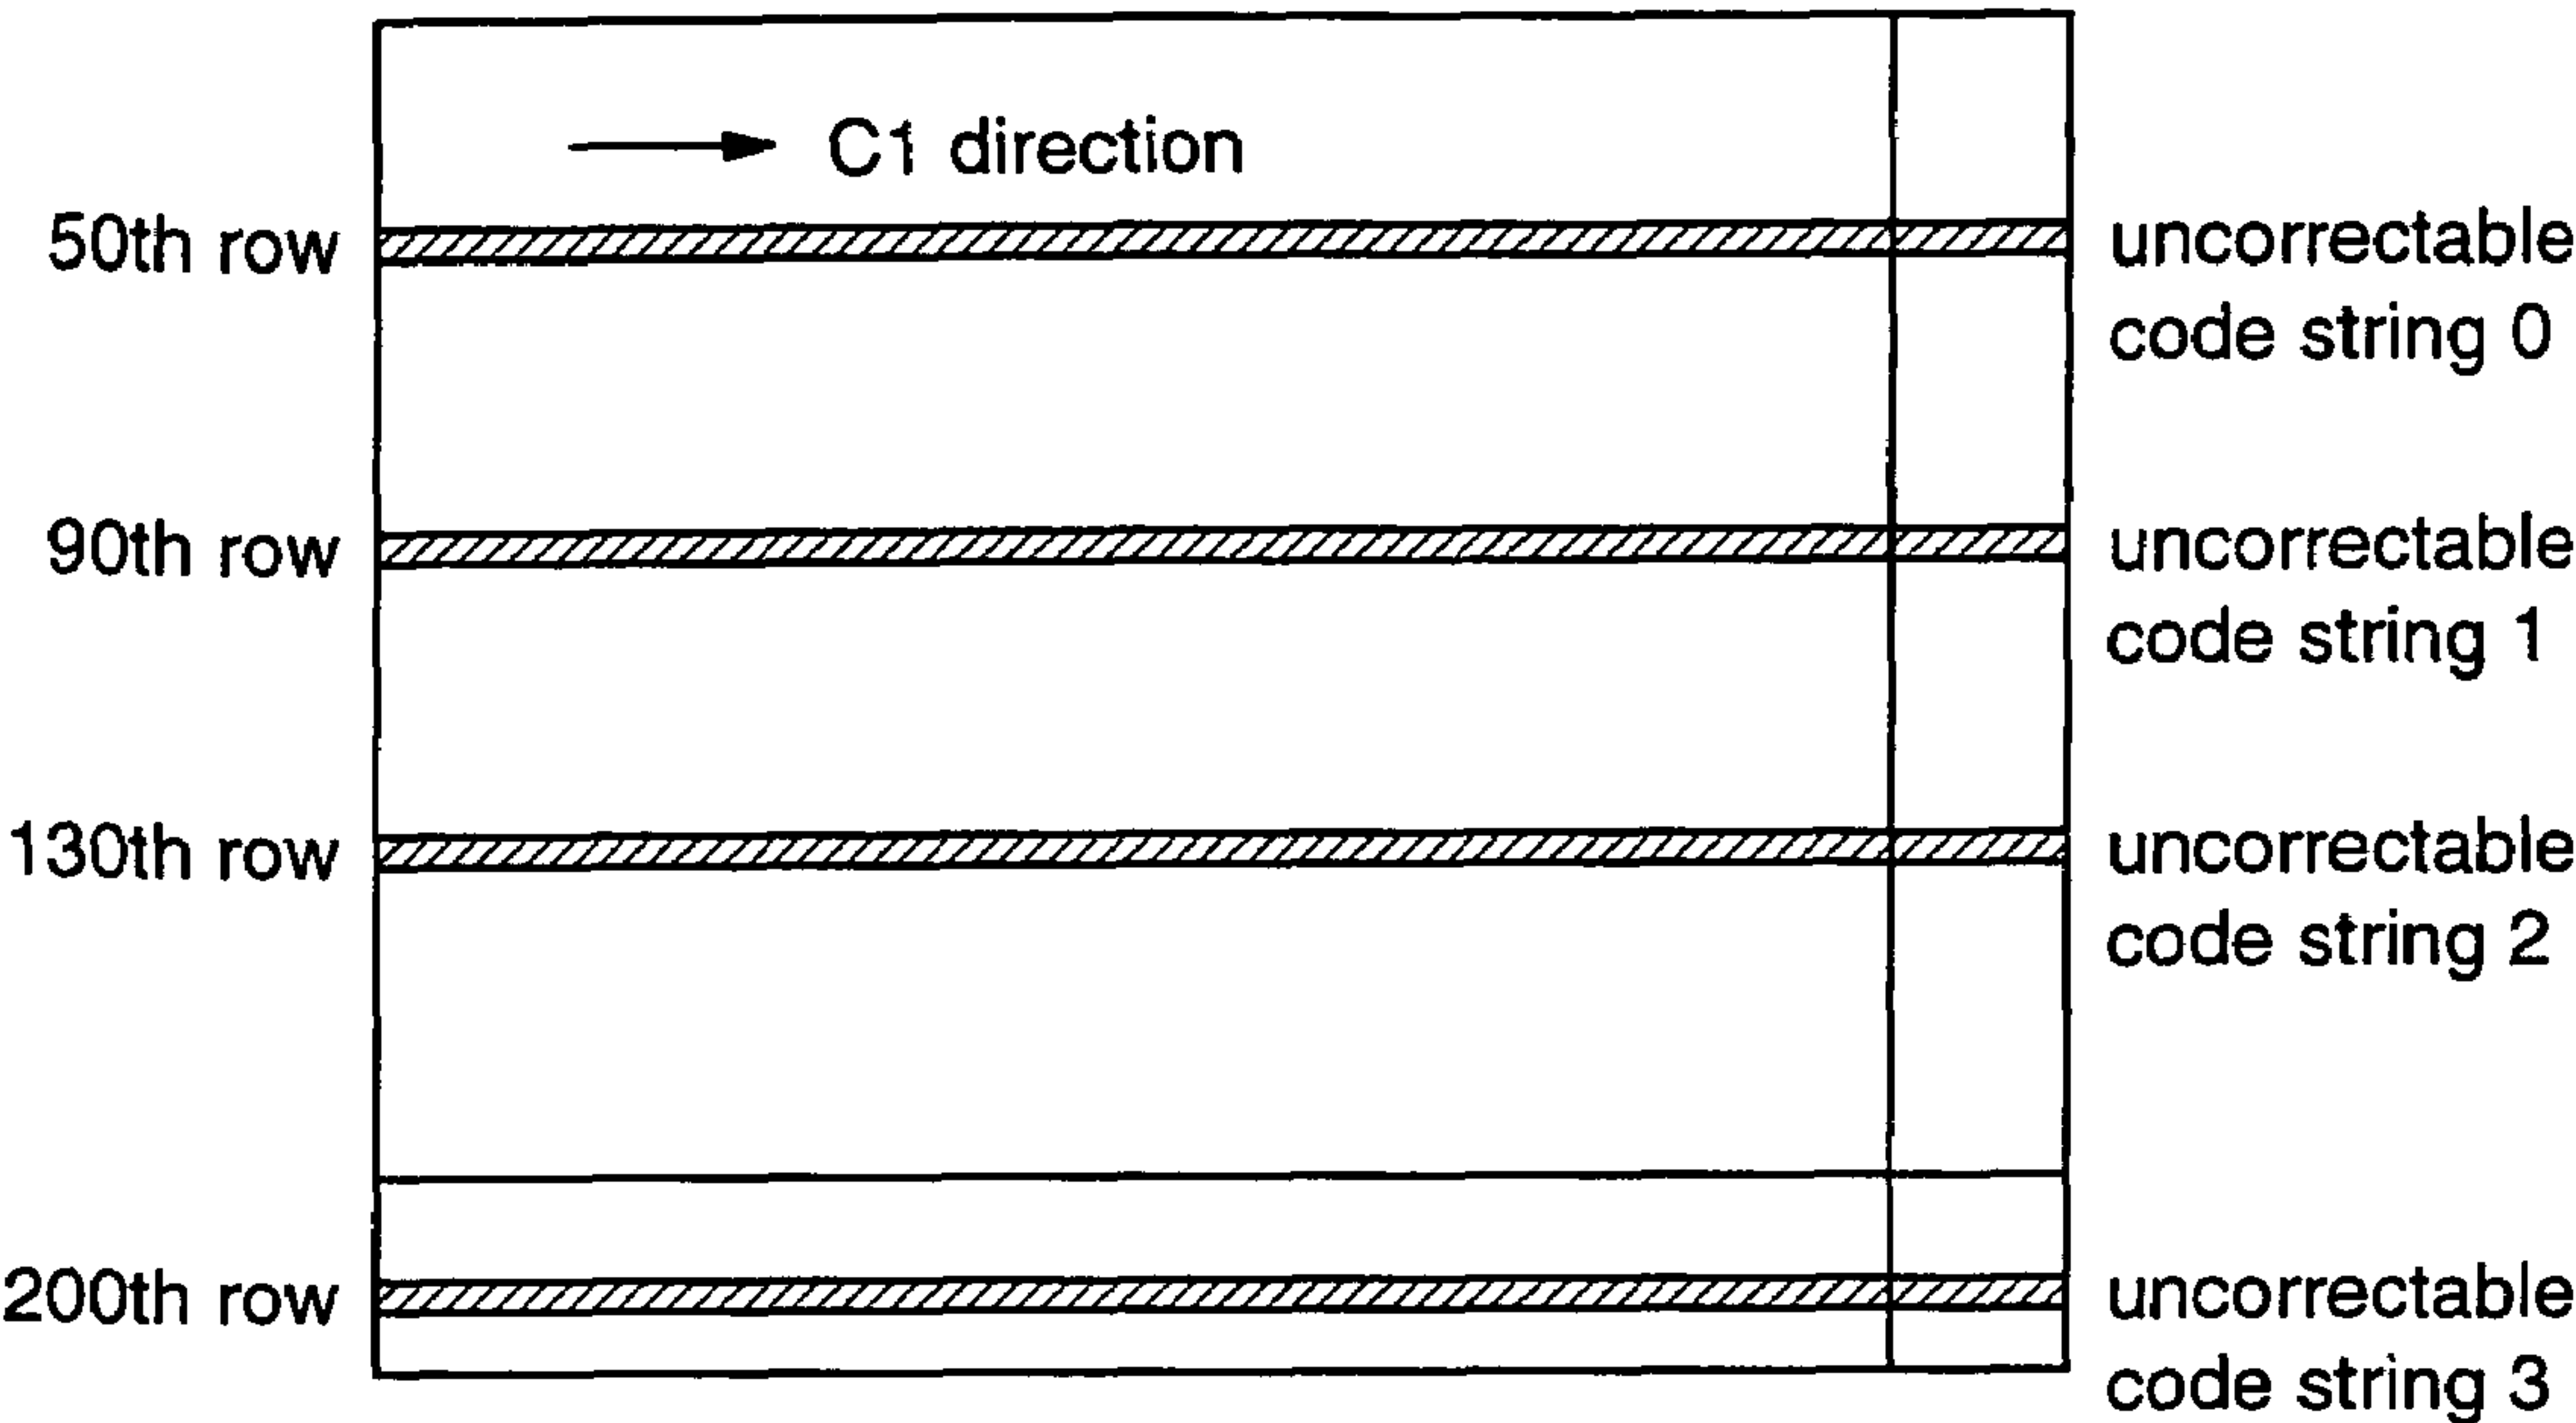 C1 direction
50th row
uncorrectable
code string 0
90th row
uncorrectable
code string 1
130th row
uncorrectable
code string 2
200th row
uncorrectable
code string 3